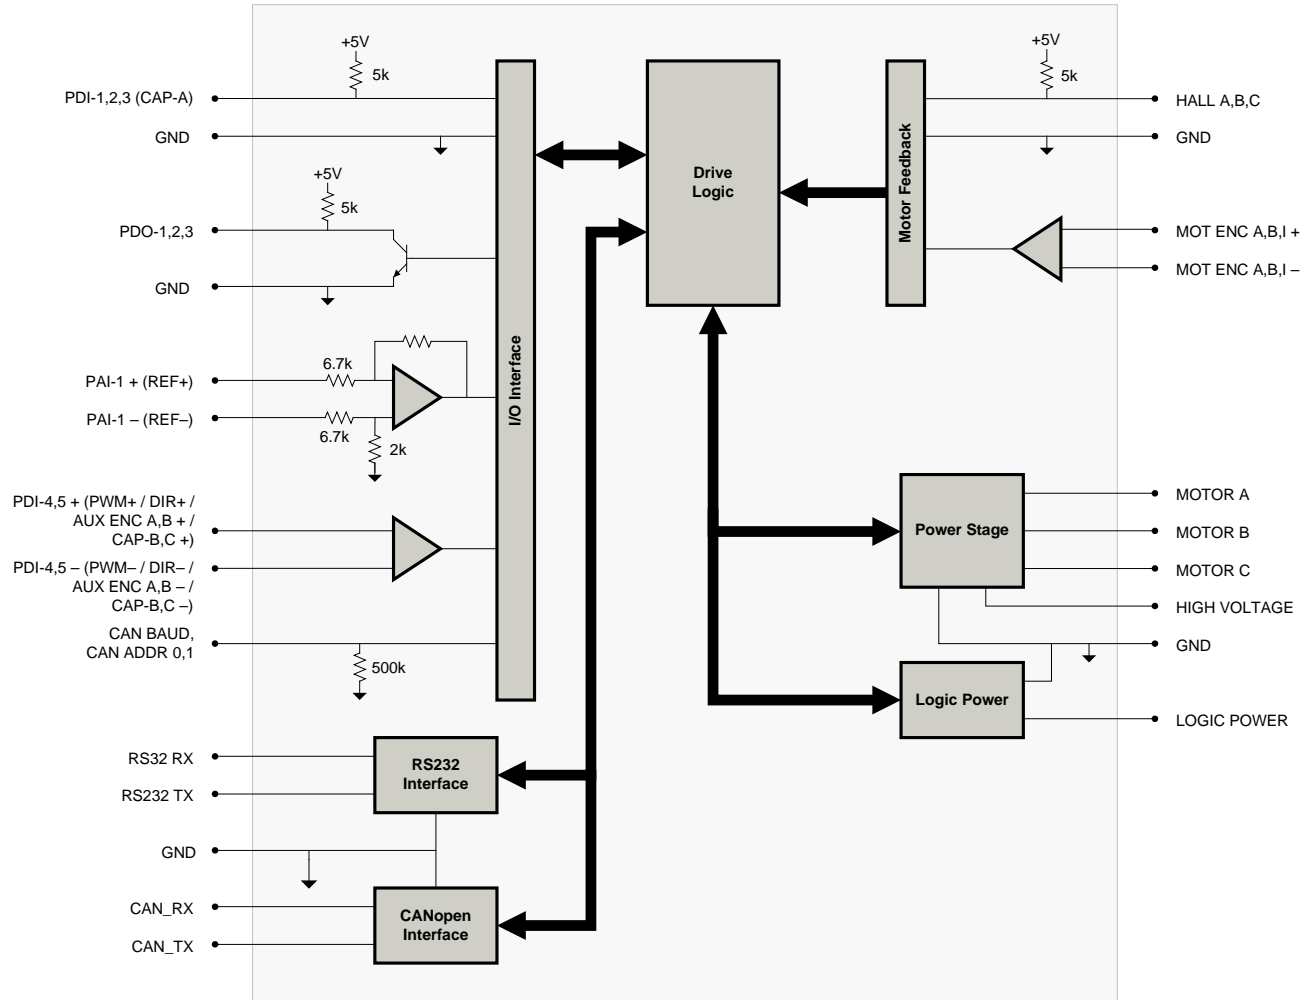 +5V
5k
PDI-1,2,3 (CAP-A)
GND
+5V
5k
PDO-1,2,3
GND
6.7k
PAI-1 + (REF+)
PAI-1 – (REF–)
6.7k
2k
PDI-4,5 + (PWM+ / DIR+ /
AUX ENC A,B + /
CAP-B,C +)
PDI-4,5 – (PWM– / DIR– /
AUX ENC A,B – /
CAP-B,C –)
CAN BAUD,
CAN ADDR 0,1
500k
I/O Interface
RS32 RX
RS232 TX
RS232
Interface
GND
CAN_RX
CAN_TX
CANopen
Interface
Drive
Logic
Motor Feedback
+5V
5k
HALL A,B,C
GND
MOT ENC A,B,I +
MOT ENC A,B,I –
Power Stage
MOTOR A
MOTOR B
MOTOR C
HIGH VOLTAGE
GND
Logic Power
LOGIC POWER